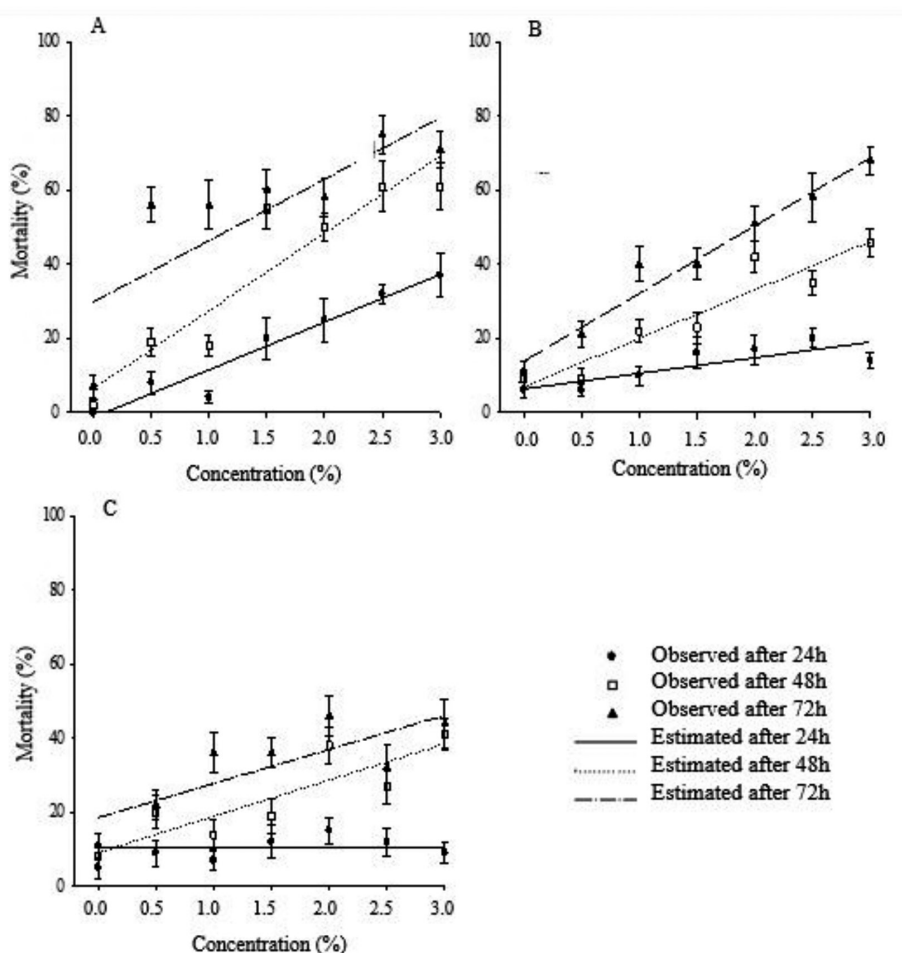 A
100
80
60
40
20
0
Mortality (%)
0.0 0.5 1.0 1.5 2.0 2.5 3.0
Concentration (%)
B
100
80
60
40
20
0
0.0 0.5 1.0 1.5 2.0 2.5 3.0
Concentration (%)
C
100
80
60
40
20
0
Mortality (%)
0.0 0.5 1.0 1.5 2.0 2.5 3.0
Concentration (%)
Observed after 24h
Observed after 48h
Observed after 72h
Estimated after 24h
Estimated after 48h
Estimated after 72h